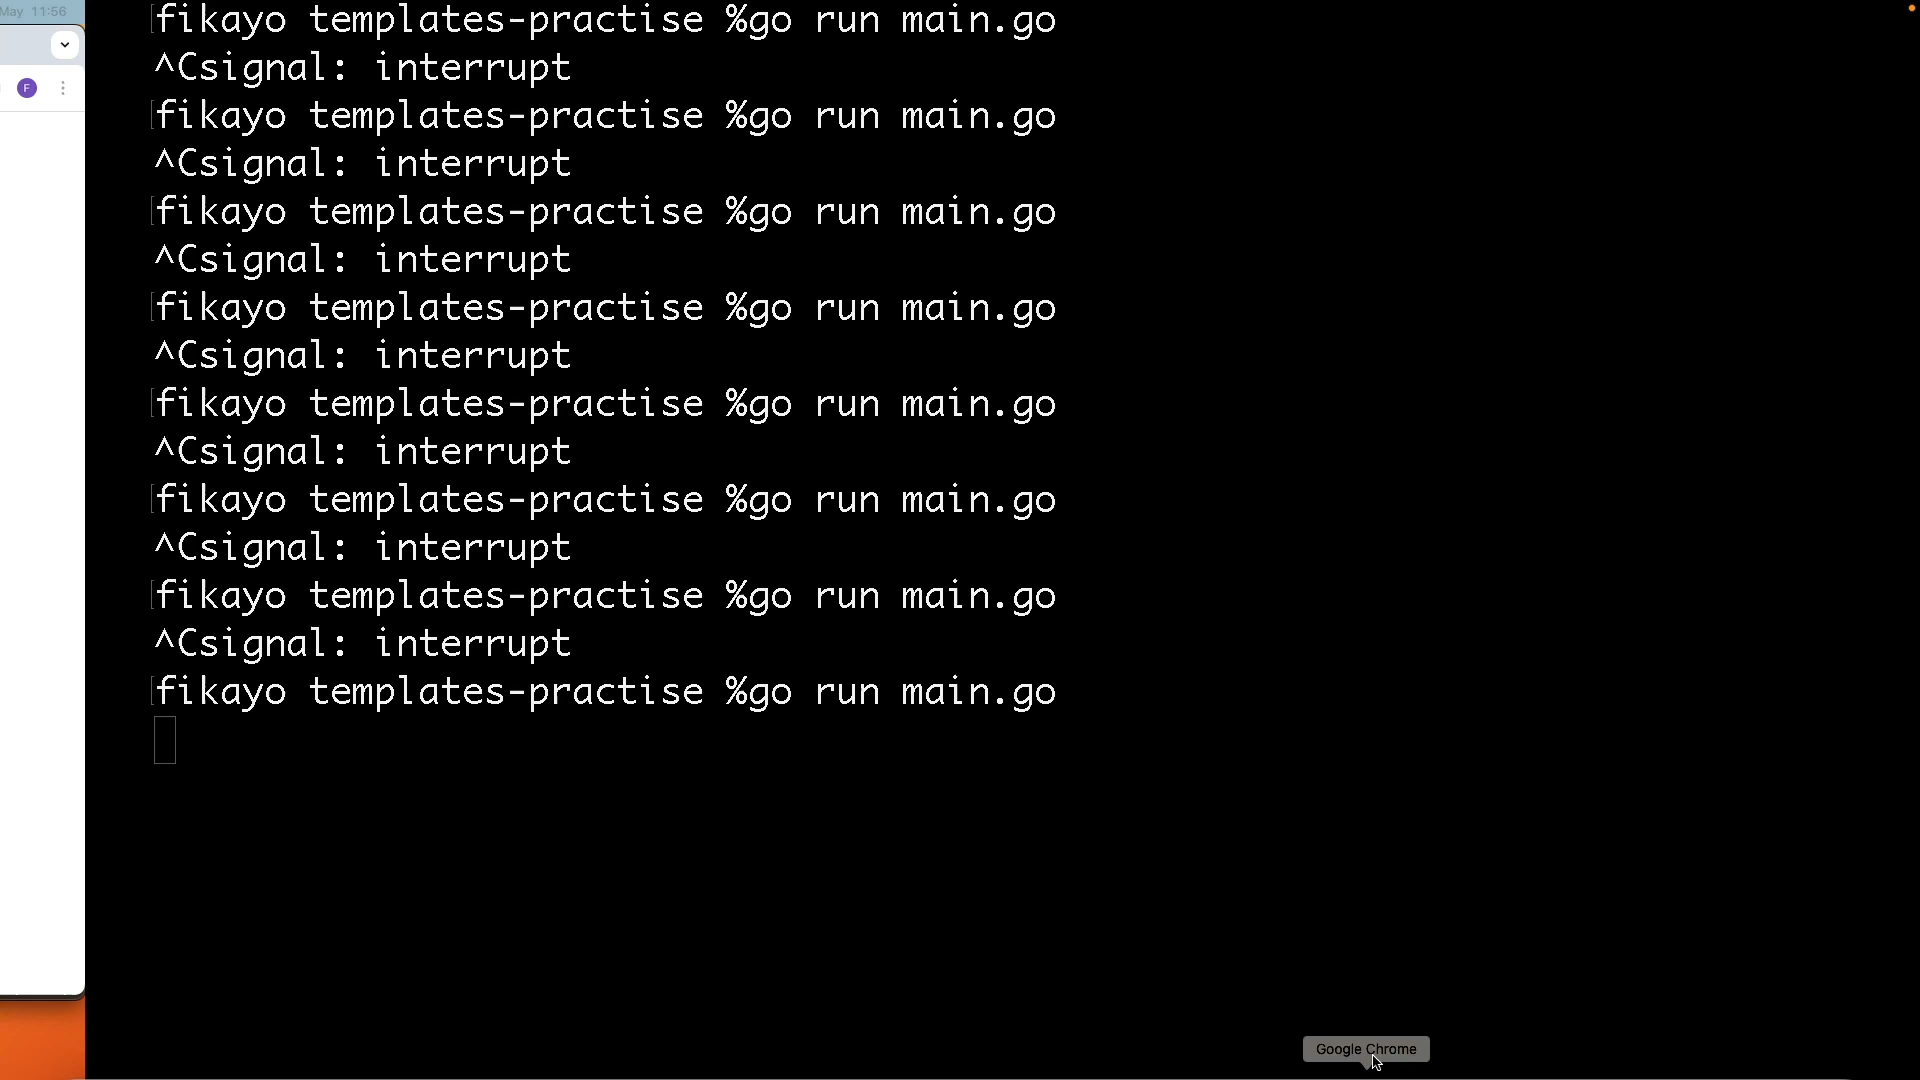 May 11:56
F
fikayo templates-practise %go run main.go
^Csignal: interrupt
fikayo templates-practise %go run main.go
^Csignal: interrupt
fikayo templates-practise %go run main.go
^Csignal: interrupt
fikayo templates-practise %go run main.go
^Csignal: interrupt
fikayo templates-practise %go run main.go
^Csignal: interrupt
fikayo templates-practise %go run main.go
^Csignal: interrupt
fikayo templates-practise %go run main.go
^Csignal: interrupt
fikayo templates-practise %go run main.go
Google Chrome